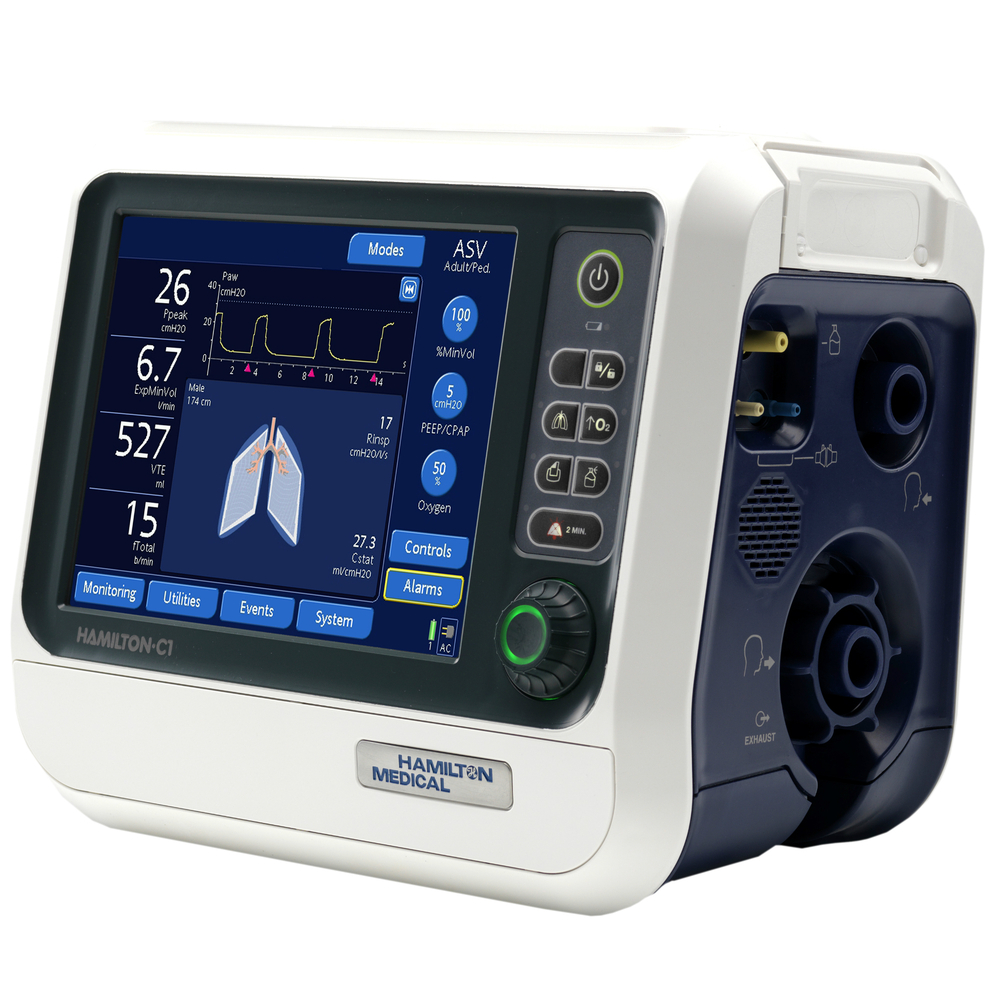 Modes
ASV
Adult/Ped.
26
Ppeak
cmH2O
6.7
ExpMinVol
l/min
527
VTE
ml
15
fTotal
b/min
Paw
cmH2O
40
20
0
2 4 6 8 10 12 14 s
Male
174 cm
17
Rinsp
cmH2O/l/s
27.3
Cstat
ml/cmH2O
100
%
%MinVol
5
cmH2O
PEEP/CPAP
50
%
Oxygen
Controls
Alarms
Monitoring
Utilities
Events
System
1
AC
O2
2 MIN.
HAMILTON-C1
HAMILTON
MEDICAL
EXHAUST